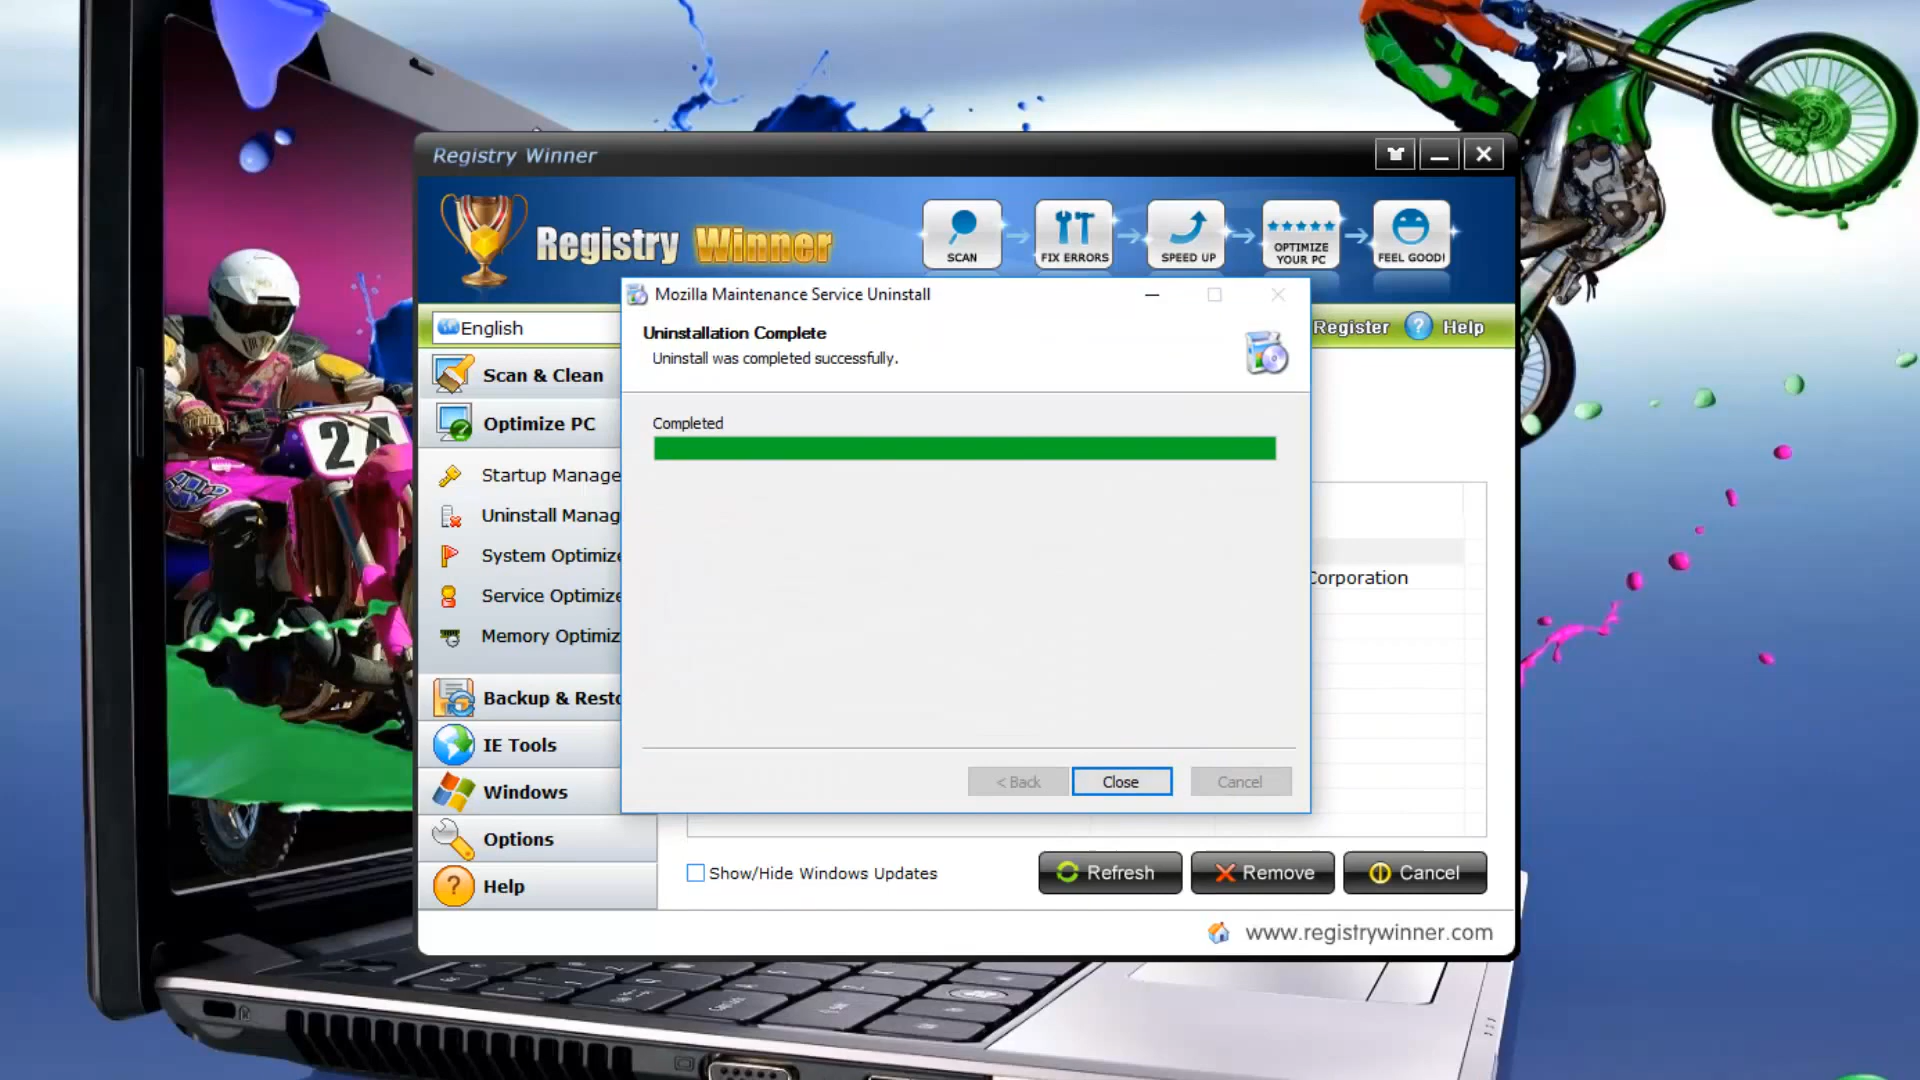 Registry Winner
Registry Winner
SCAN
FIX ERRORS
SPEED UP
OPTIMIZE YOUR PC
FEEL GOOD!
English
Register
Help
Scan & Clean
Optimize PC
Startup Manage
Uninstall Manag
System Optimize
Service Optimize
Memory Optimiz
Backup & Resto
IE Tools
Windows
Options
Help
Mozilla Maintenance Service Uninstall
Uninstallation Complete
Uninstall was completed successfully.
Completed
< Back
Close
Cancel
Corporation
Show/Hide Windows Updates
Refresh
Remove
Cancel
www.registrywinner.com
24